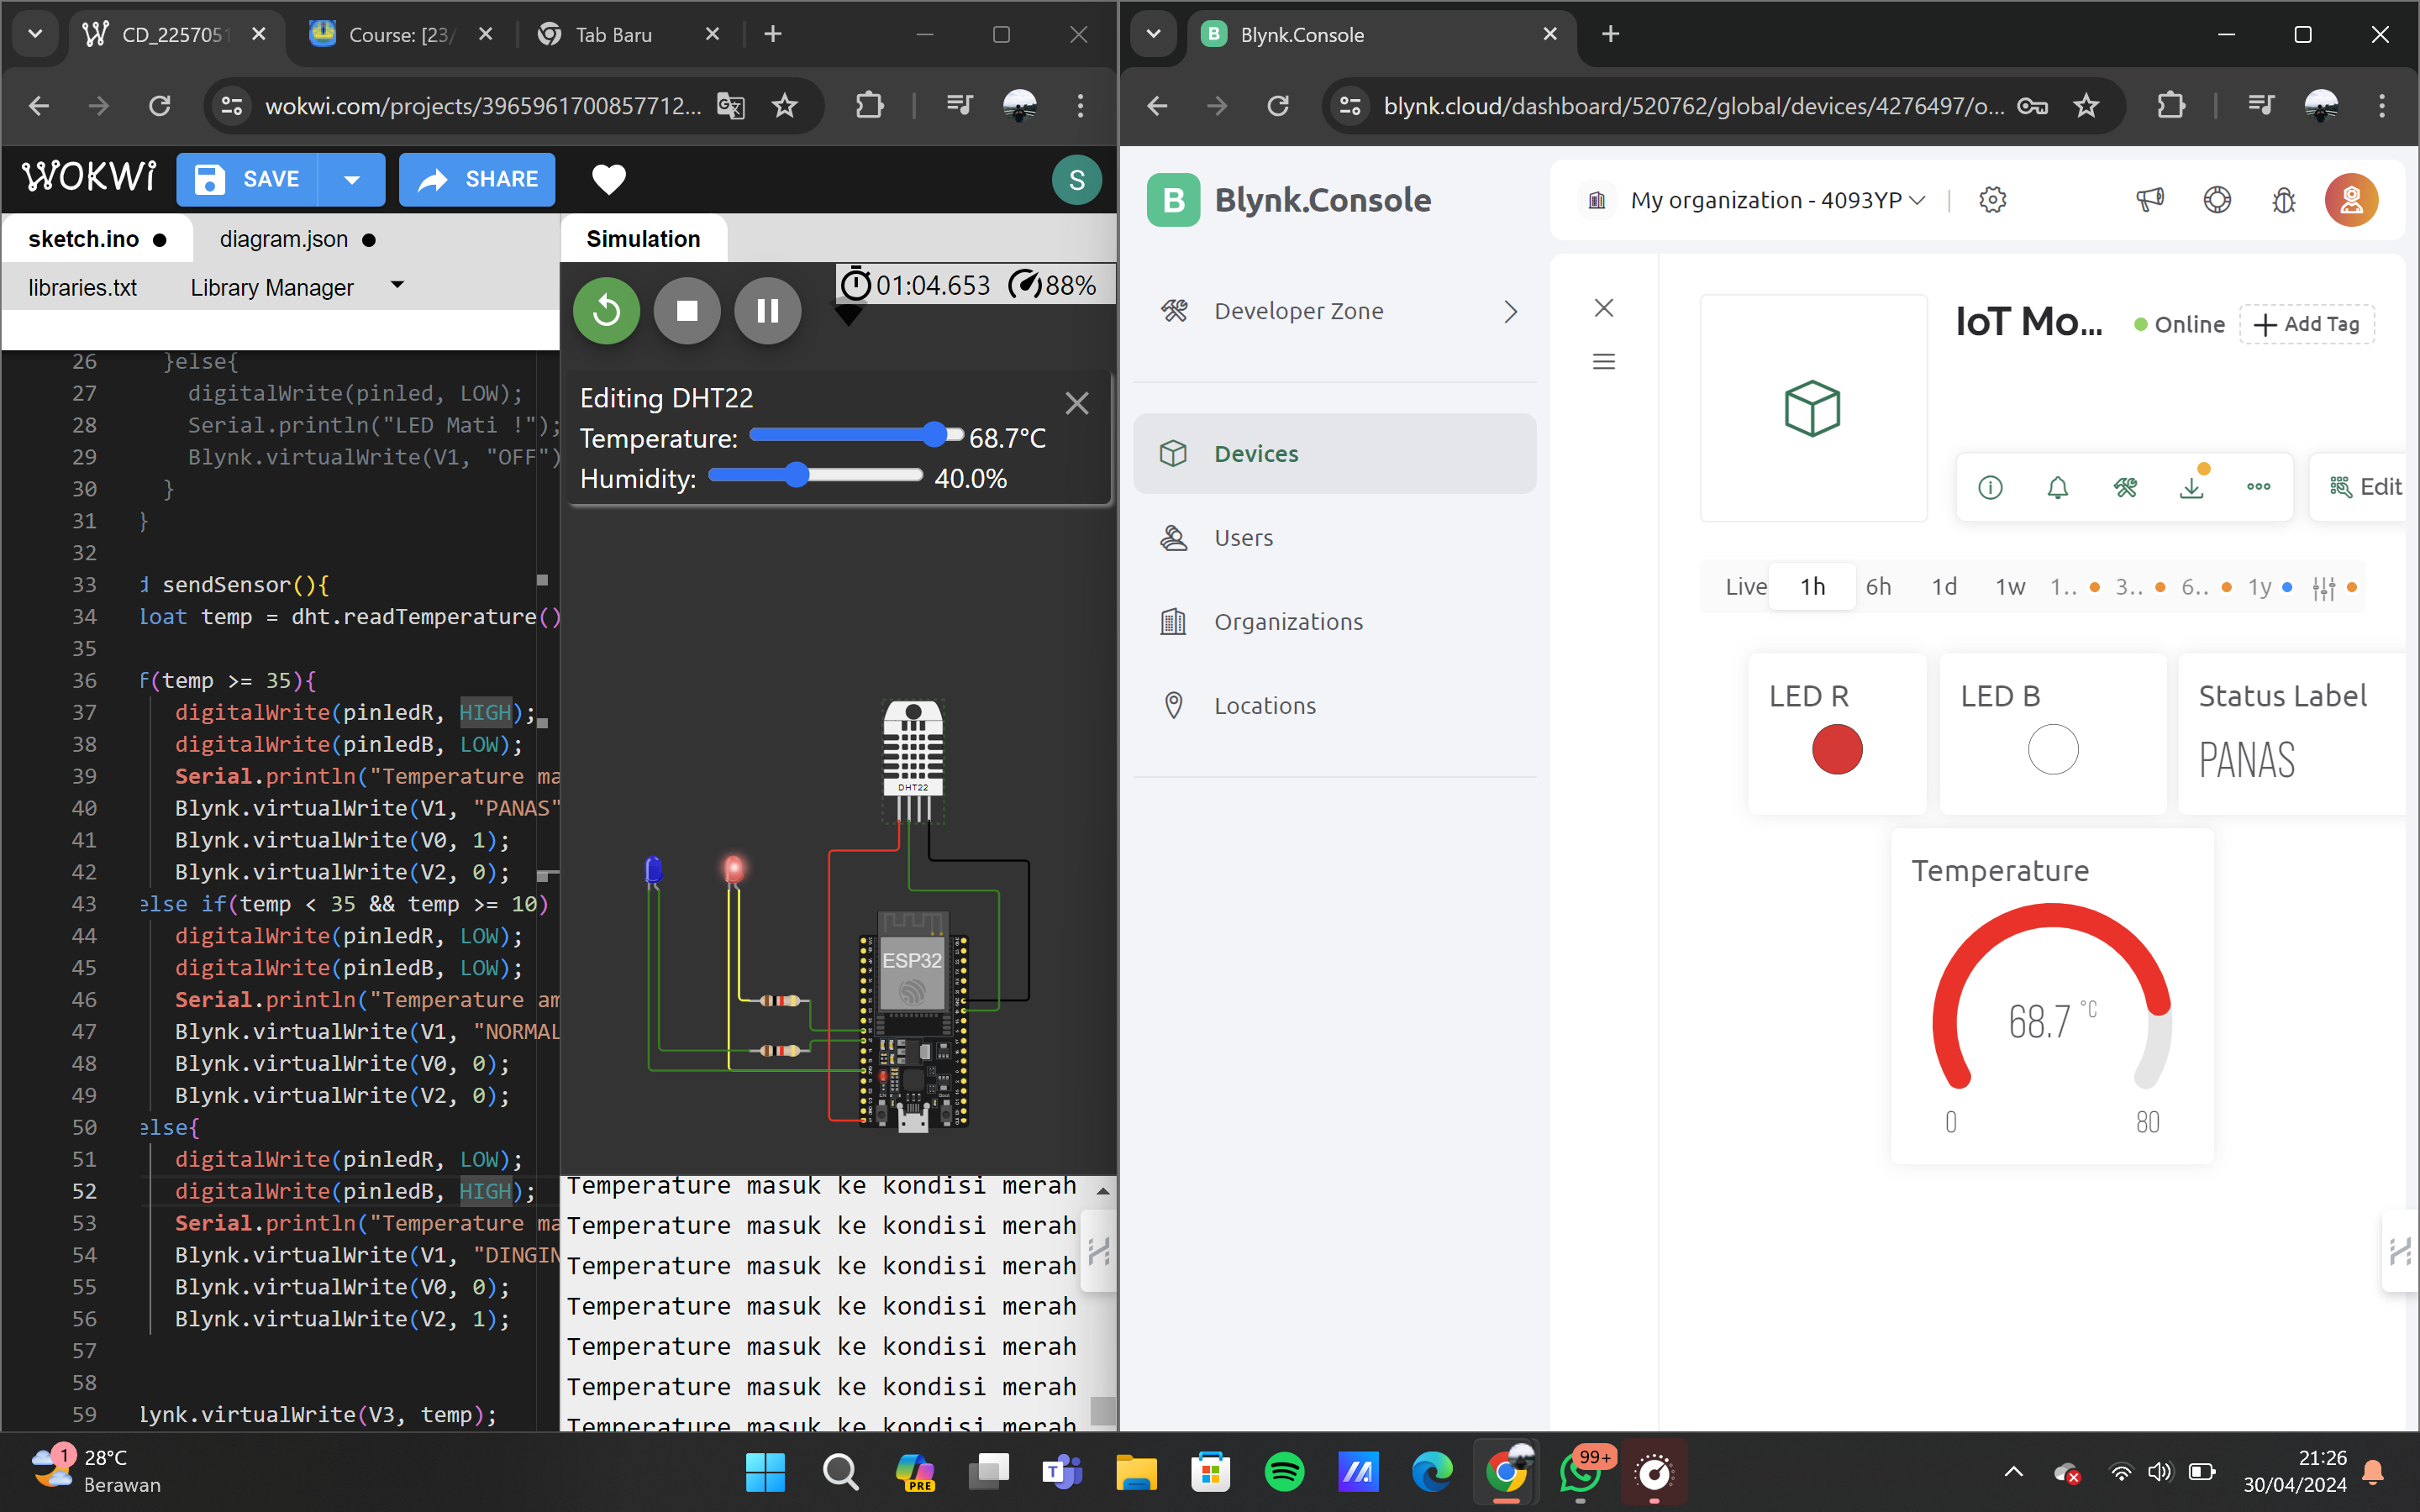 CD_2257051
Course: [23/
Tab Baru
wokwi.com/projects/3965961700857712...
WOKWi
SAVE
SHARE
S
sketch.ino
diagram.json
libraries.txt
Library Manager
26 }else{
27 digitalWrite(pinled, LOW);
28 Serial.println("LED Mati !");
29 Blynk.virtualWrite(V1, "OFF")
30 }
31 }
32
33 d sendSensor(){
34 loat temp = dht.readTemperature()
35
36 f(temp >= 35){
37 digitalWrite(pinledR, HIGH);
38 digitalWrite(pinledB, LOW);
39 Serial.println("Temperature ma
40 Blynk.virtualWrite(V1, "PANAS"
41 Blynk.virtualWrite(V0, 1);
42 Blynk.virtualWrite(V2, 0);
43 else if(temp < 35 && temp >= 10)
44 digitalWrite(pinledR, LOW);
45 digitalWrite(pinledB, LOW);
46 Serial.println("Temperature am
47 Blynk.virtualWrite(V1, "NORMAL
48 Blynk.virtualWrite(V0, 0);
49 Blynk.virtualWrite(V2, 0);
50 else{
51 digitalWrite(pinledR, LOW);
52 digitalWrite(pinledB, HIGH);
53 Serial.println("Temperature ma
54 Blynk.virtualWrite(V1, "DINGIN
55 Blynk.virtualWrite(V0, 0);
56 Blynk.virtualWrite(V2, 1);
57
58
59 lynk.virtualWrite(V3, temp);
Simulation
01:04.653 88%
Editing DHT22
Temperature: 68.7°C
Humidity: 40.0%
DHT22
ESP32
Temperature masuk ke kondisi merah
Temperature masuk ke kondisi merah
Temperature masuk ke kondisi merah
Temperature masuk ke kondisi merah
Temperature masuk ke kondisi merah
Temperature masuk ke kondisi merah
Temperature masuk ke kondisi merah
B Blynk.Console
blynk.cloud/dashboard/520762/global/devices/4276497/o...
B Blynk.Console
My organization - 4093YP
Developer Zone
Devices
Users
Organizations
Locations
IoT Mo...
Online
Add Tag
Edit
Live 1h 6h 1d 1w 1.. 3.. 6.. 1y
LED R
LED B
Status Label
PANAS
Temperature
68.7 °C
0 80
1
28°C
Berawan
PRE
T
99+
21:26
30/04/2024